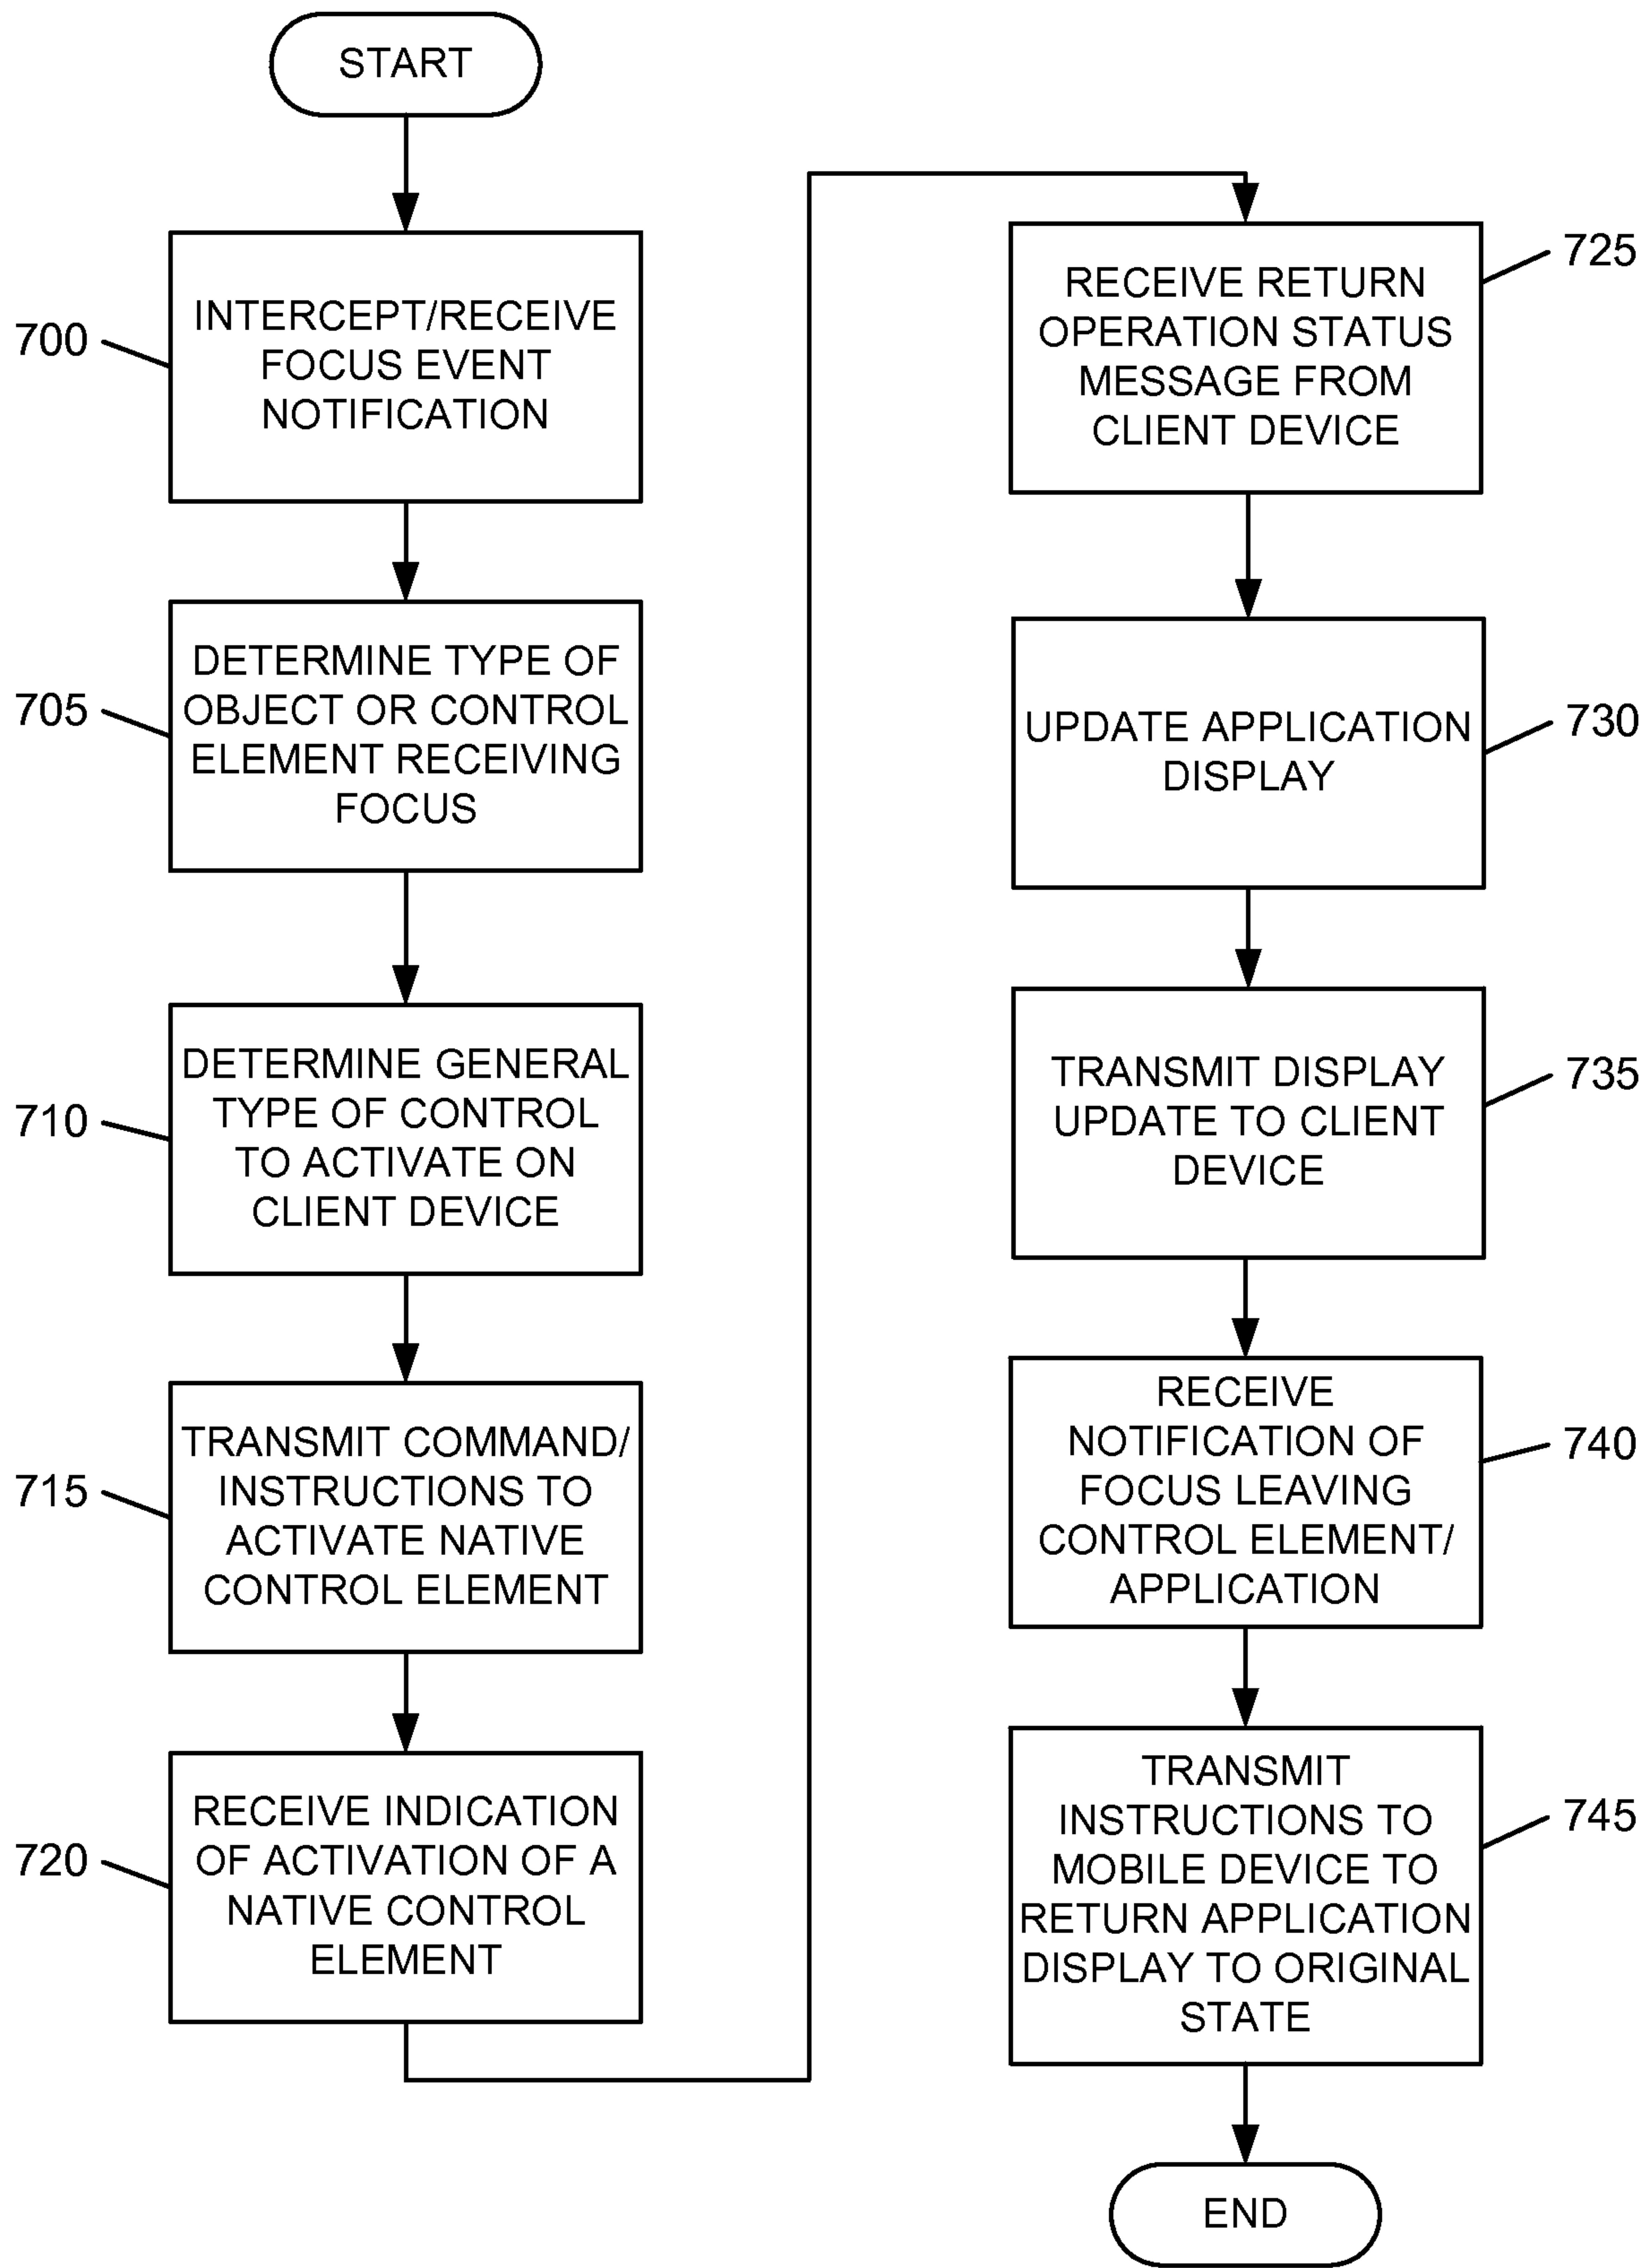 START
700
INTERCEPT/RECEIVE
FOCUS EVENT
NOTIFICATION
705
DETERMINE TYPE OF
OBJECT OR CONTROL
ELEMENT RECEIVING
FOCUS
710
DETERMINE GENERAL
TYPE OF CONTROL
TO ACTIVATE ON
CLIENT DEVICE
715
TRANSMIT COMMAND/
INSTRUCTIONS TO
ACTIVATE NATIVE
CONTROL ELEMENT
720
RECEIVE INDICATION
OF ACTIVATION OF A
NATIVE CONTROL
ELEMENT
725
RECEIVE RETURN
OPERATION STATUS
MESSAGE FROM
CLIENT DEVICE
730
UPDATE APPLICATION
DISPLAY
735
TRANSMIT DISPLAY
UPDATE TO CLIENT
DEVICE
740
RECEIVE
NOTIFICATION OF
FOCUS LEAVING
CONTROL ELEMENT/
APPLICATION
745
TRANSMIT
INSTRUCTIONS TO
MOBILE DEVICE TO
RETURN APPLICATION
DISPLAY TO ORIGINAL
STATE
END